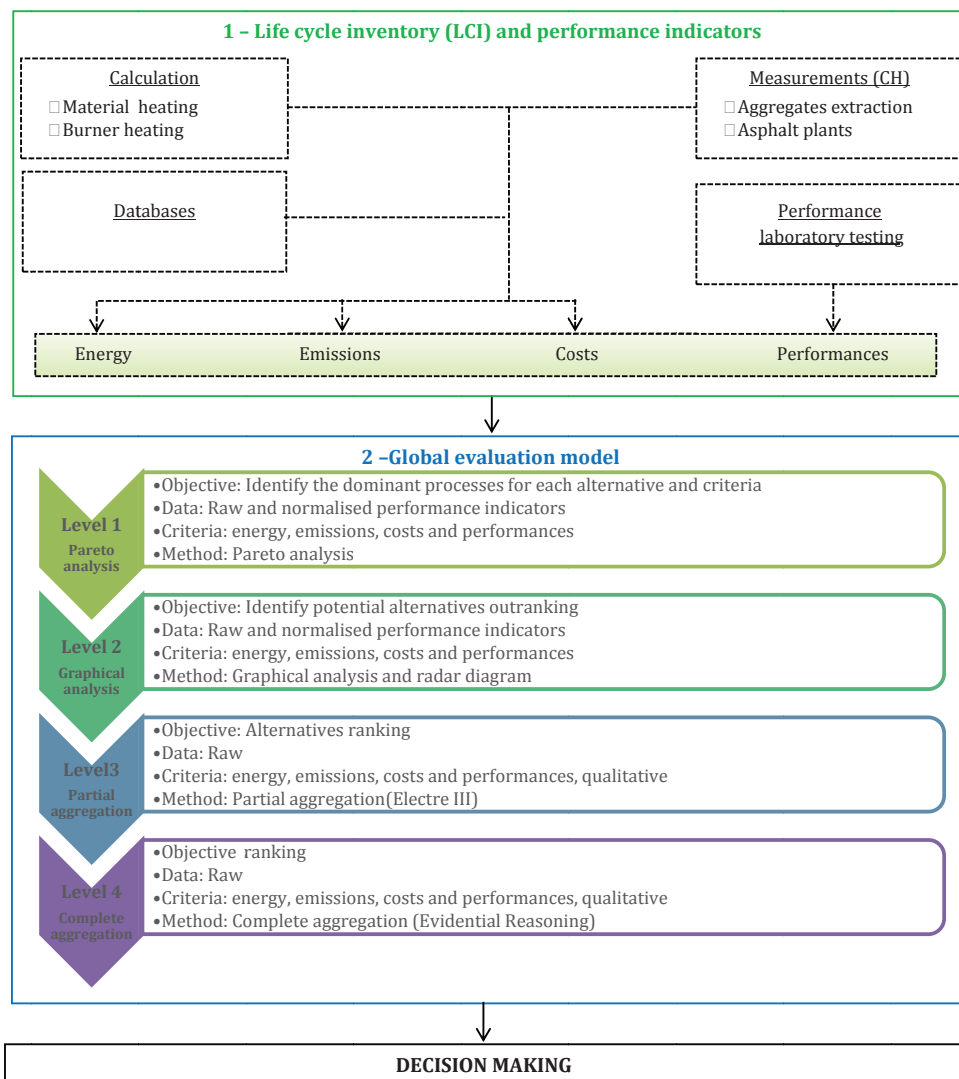 1 – Life cycle inventory (LCI) and performance indicators
Calculation
□ Material heating
□ Burner heating
Measurements (CH)
□ Aggregates extraction
□ Asphalt plants
Databases
Performance
laboratory testing
Energy
Emissions
Costs
Performances
2 –Global evaluation model
Level 1
Pareto
analysis
•Objective: Identify the dominant processes for each alternative and criteria
•Data: Raw and normalised performance indicators
•Criteria: energy, emissions, costs and performances
•Method: Pareto analysis
Level 2
Graphical
analysis
•Objective: Identify potential alternatives outranking
•Data: Raw and normalised performance indicators
•Criteria: energy, emissions, costs and performances
•Method: Graphical analysis and radar diagram
Level3
Partial
aggregation
•Objective: Alternatives ranking
•Data: Raw
•Criteria: energy, emissions, costs and performances, qualitative
•Method: Partial aggregation(Electre III)
Level 4
Complete
aggregation
•Objective ranking
•Data: Raw
•Criteria: energy, emissions, costs and performances, qualitative
•Method: Complete aggregation (Evidential Reasoning)
DECISION MAKING